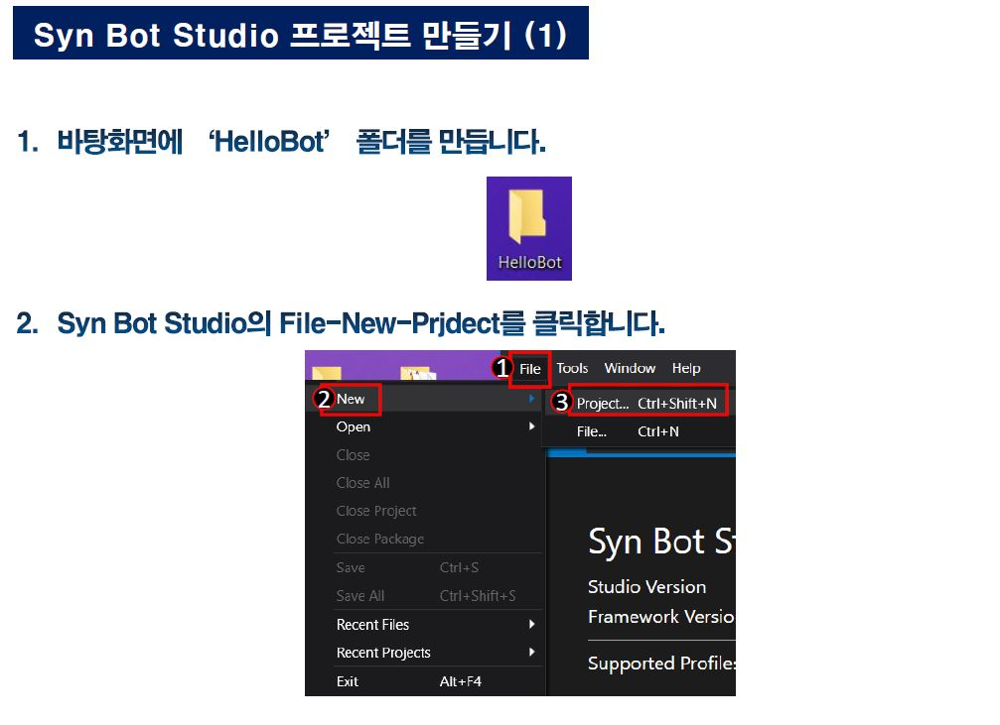 Syn Bot Studio 프로젝트 만들기 (1)
1. 바탕화면에 ‘HelloBot’ 폴더를 만듭니다.
HelloBot
2. Syn Bot Studio의 File-New-Prjdect를 클릭합니다.
1 File Tools Window Help
2 New
3 Project... Ctrl+Shift+N
Open
File... Ctrl+N
Close
Close All
Close Project
Close Package
Save Ctrl+S
Save All Ctrl+Shift+S
Recent Files
Recent Projects
Exit Alt+F4
Syn Bot St
Studio Version
Framework Versio
Supported Profile: